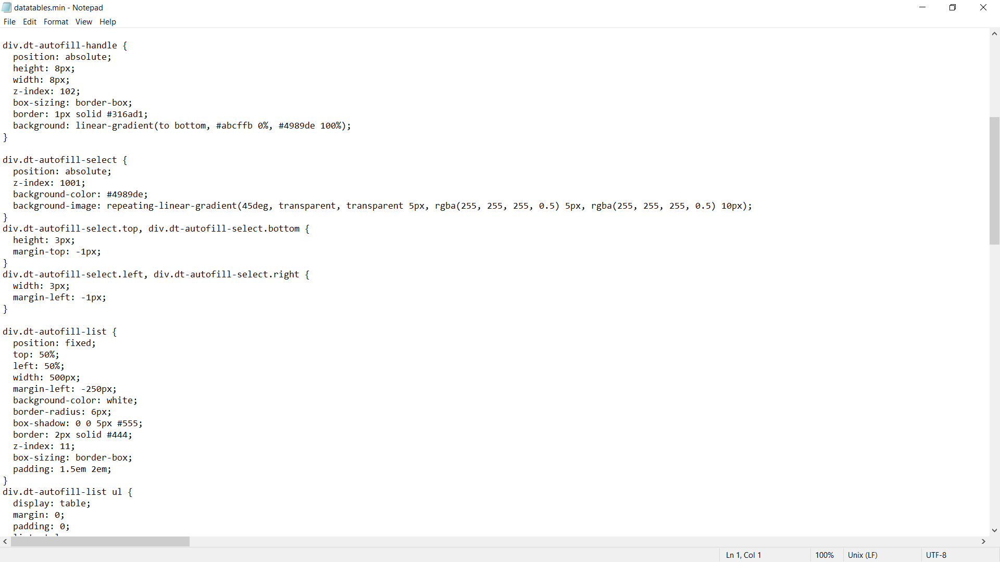 datatables.min - Notepad
File Edit Format View Help
div.dt-autofill-handle {
  position: absolute;
  height: 8px;
  width: 8px;
  z-index: 102;
  box-sizing: border-box;
  border: 1px solid #316ad1;
  background: linear-gradient(to bottom, #abcffb 0%, #4989de 100%);
}
div.dt-autofill-select {
  position: absolute;
  z-index: 1001;
  background-color: #4989de;
  background-image: repeating-linear-gradient(45deg, transparent, transparent 5px, rgba(255, 255, 255, 0.5) 5px, rgba(255, 255, 255, 0.5) 10px);
}
div.dt-autofill-select.top, div.dt-autofill-select.bottom {
  height: 3px;
  margin-top: -1px;
}
div.dt-autofill-select.left, div.dt-autofill-select.right {
  width: 3px;
  margin-left: -1px;
}
div.dt-autofill-list {
  position: fixed;
  top: 50%;
  left: 50%;
  width: 500px;
  margin-left: -250px;
  background-color: white;
  border-radius: 6px;
  box-shadow: 0 0 5px #555;
  border: 2px solid #444;
  z-index: 11;
  box-sizing: border-box;
  padding: 1.5em 2em;
}
div.dt-autofill-list ul {
  display: table;
  margin: 0;
  padding: 0;
Ln 1, Col 1 100% Unix (LF) UTF-8